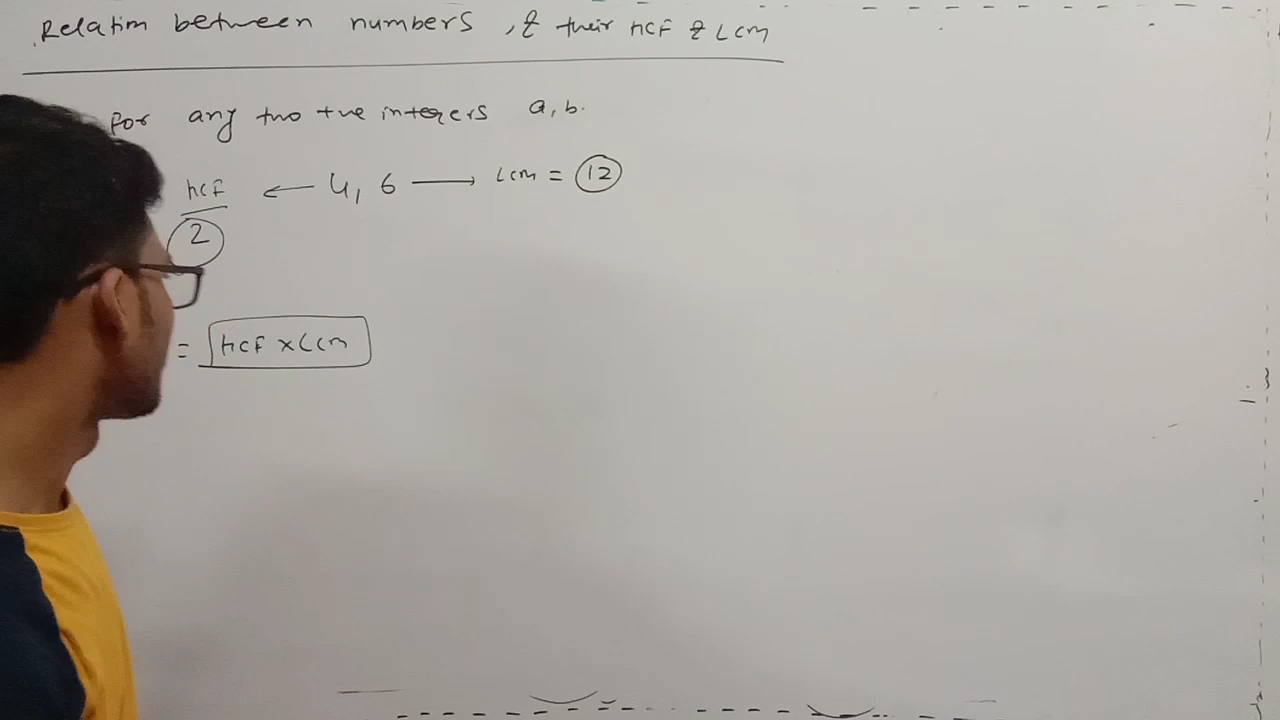 Relation between numbers, & their HCF & LCM
For any two +ve integers a, b.
HCF ← 4, 6 → LCM = 12
2
= HCF × LCM